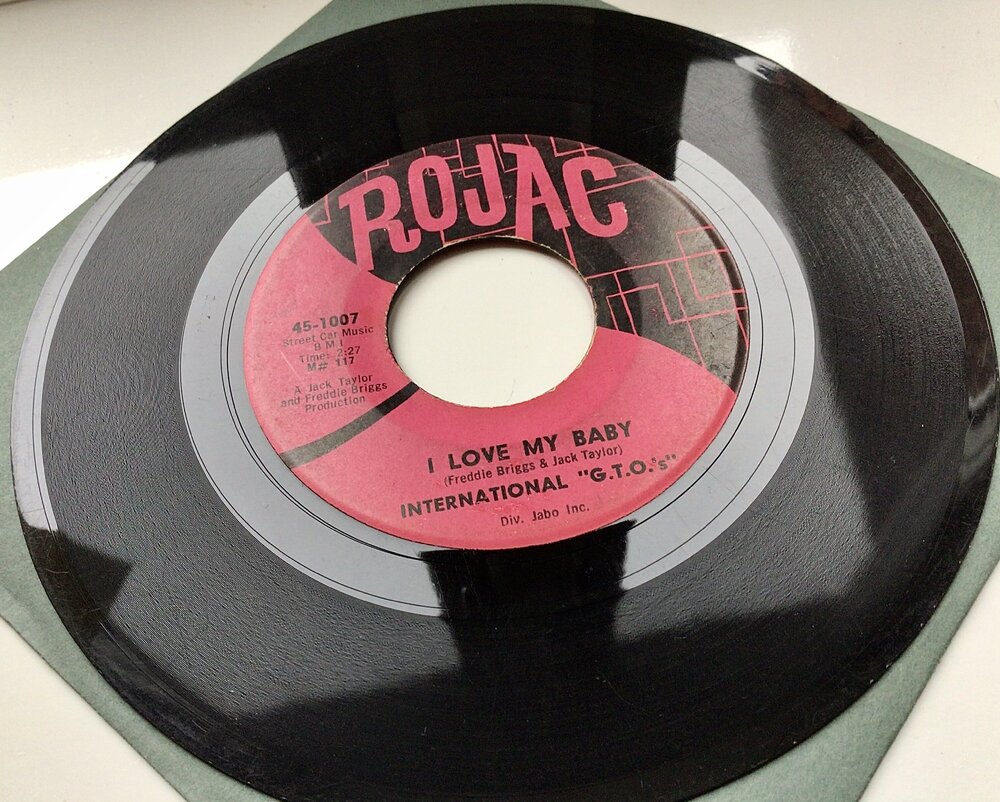 ROJAC
45-1007
Street Car Music
B M I
Time: 2:27
M# 117
A Jack Taylor
and Freddie Briggs
Production
I LOVE MY BABY
(Freddie Briggs & Jack Taylor)
INTERNATIONAL "G.T.O.'s"
Div. Jabo Inc.